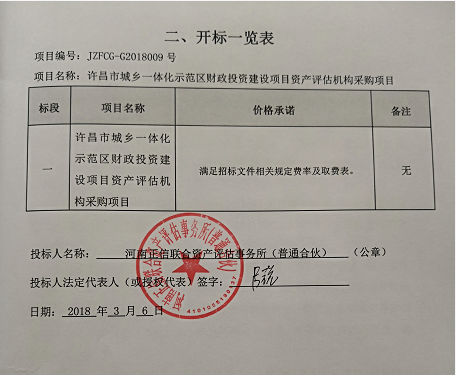 二、开标一览表
项目编号：JZFCG-G2018009 号
项目名称：许昌市城乡一体化示范区财政投资建设项目资产评估机构采购项目
标段 项目名称 价格承诺 备注
一 许昌市城乡一体化示范区财政投资建设项目资产评估机构采购项目 满足招标文件相关规定费率及取费表。 无
投标人名称：河南 信联合资产评估事务所（普通合伙）（公章）
投标人法定代表人（或授权代表）签字：
日期：2018 年 3 月 6 日